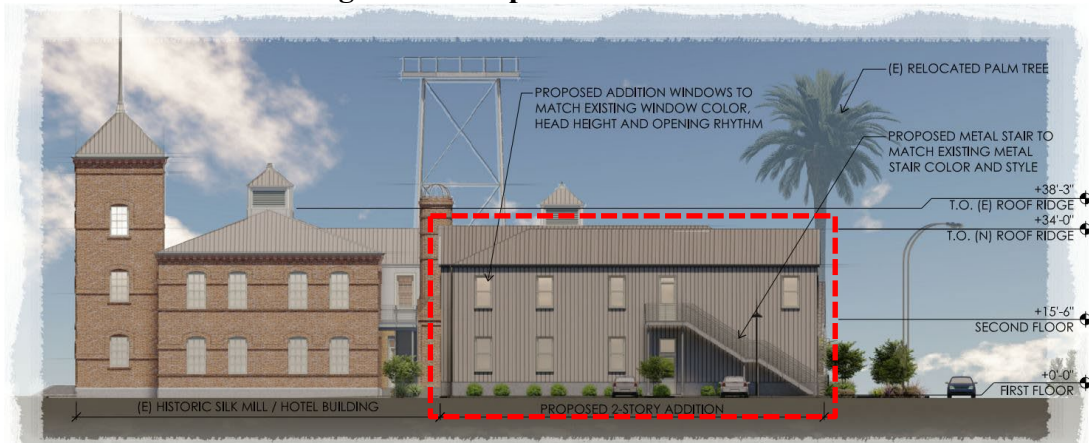 (E) RELOCATED PALM TREE
PROPOSED ADDITION WINDOWS TO
MATCH EXISTING WINDOW COLOR,
HEAD HEIGHT AND OPENING RHYTHM
PROPOSED METAL STAIR TO
MATCH EXISTING METAL
STAIR COLOR AND STYLE
+38'-3"
T.O. (E) ROOF RIDGE
+34'-0"
T.O. (N) ROOF RIDGE
+15'-6"
SECOND FLOOR
+0'-0"
FIRST FLOOR
(E) HISTORIC SILK MILL / HOTEL BUILDING
PROPOSED 2-STORY ADDITION